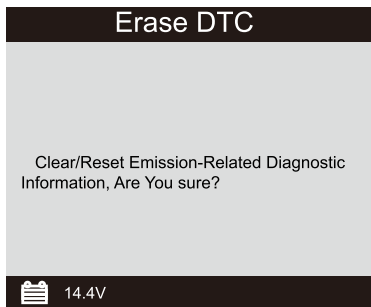 Erase DTC
Clear/Reset Emission-Related Diagnostic
Information, Are You sure?
14.4V